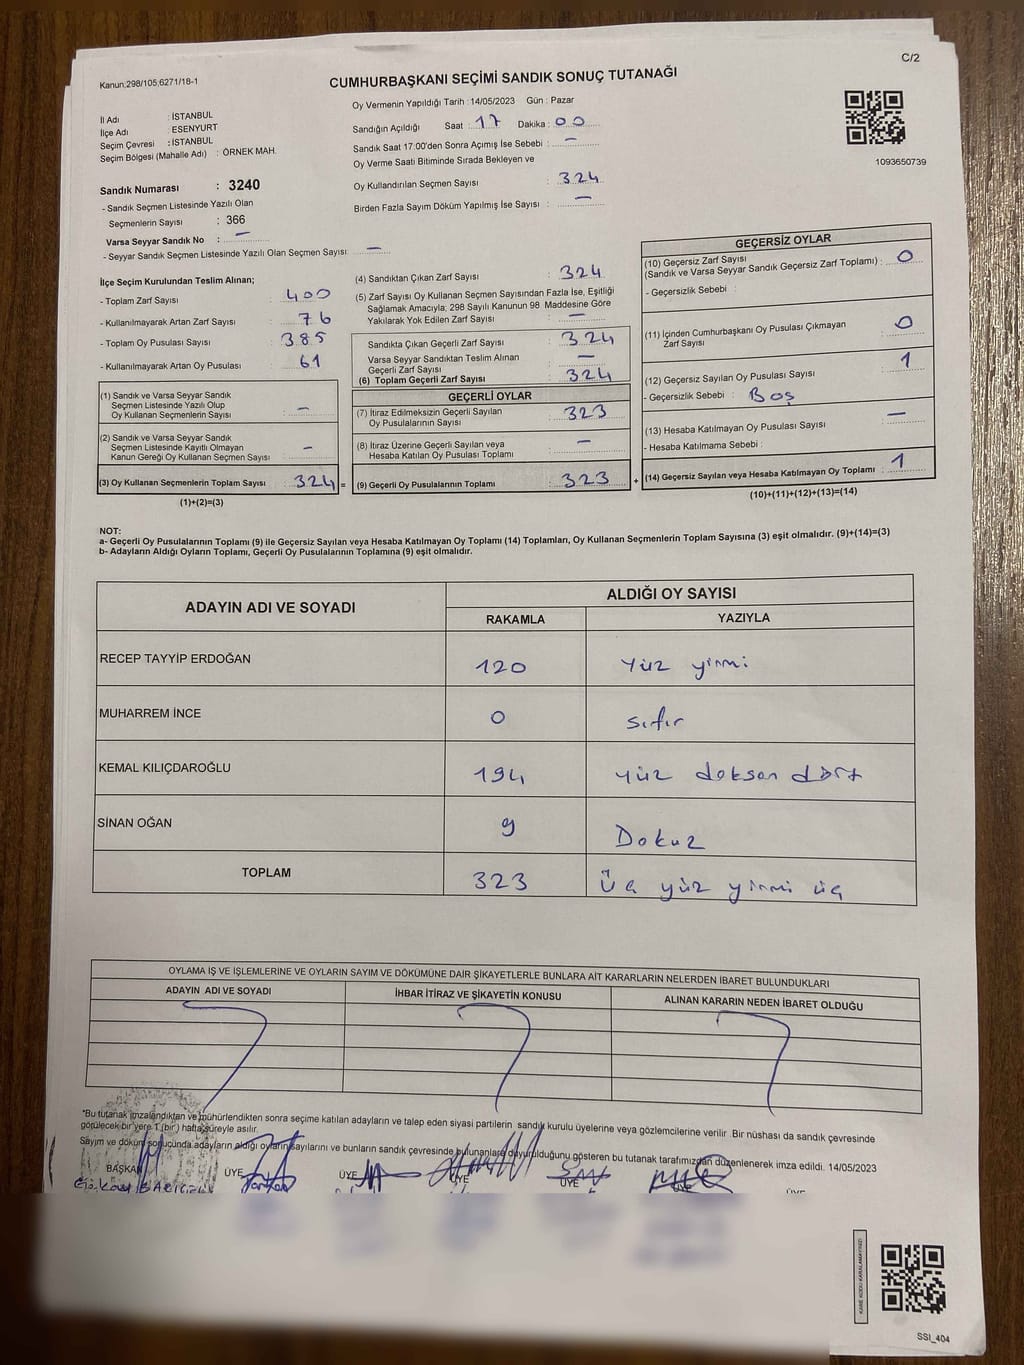 C/2
Kanun:298/105;6271/18-1
CUMHURBAŞKANI SEÇİMİ SANDIK SONUÇ TUTANAĞI
İl Adı : İSTANBUL
İlçe Adı : ESENYURT
Seçim Çevresi : İSTANBUL
Seçim Bölgesi (Mahalle Adı) : ÖRNEK MAH.
Sandık Numarası : 3240
- Sandık Seçmen Listesinde Yazılı Olan
Seçmenlerin Sayısı : 366
Varsa Seyyar Sandık No : —
- Seyyar Sandık Seçmen Listesinde Yazılı Olan Seçmen Sayısı : —
Oy Vermenin Yapıldığı Tarih :14/05/2023 Gün : Pazar
Sandığın Açıldığı Saat : 17 Dakika : 00
Sandık Saat 17:00'den Sonra Açımış İse Sebebi : —
Oy Verme Saati Bitiminde Sırada Bekleyen ve
Oy Kullandırılan Seçmen Sayısı : 324
Birden Fazla Sayım Döküm Yapılmış İse Sayısı : —
1093650739
İlçe Seçim Kurulundan Teslim Alınan;
- Toplam Zarf Sayısı : 400
- Kullanılmayarak Artan Zarf Sayısı : 76
- Toplam Oy Pusulası Sayısı : 385
- Kullanılmayarak Artan Oy Pusulası : 61
(1) Sandık ve Varsa Seyyar Sandık
Seçmen Listesinde Yazılı Olup
Oy Kullanan Seçmenlerin Sayısı : —
(2) Sandık ve Varsa Seyyar Sandık
Seçmen Listesinde Kayıtlı Olmayan
Kanun Gereği Oy Kullanan Seçmen Sayısı : —
(3) Oy Kullanan Seçmenlerin Toplam Sayısı : 324 =
(1)+(2)=(3)
(4) Sandıktan Çıkan Zarf Sayısı : 324
(5) Zarf Sayısı Oy Kullanan Seçmen Sayısından Fazla İse, Eşitliği
Sağlamak Amacıyla; 298 Sayılı Kanunun 98. Maddesine Göre
Yakılarak Yok Edilen Zarf Sayısı : —
Sandıkta Çıkan Geçerli Zarf Sayısı : 324
Varsa Seyyar Sandıktan Teslim Alınan
Geçerli Zarf Sayısı : —
(6) Toplam Geçerli Zarf Sayısı : 324
GEÇERLİ OYLAR
(7) İtiraz Edilmeksizin Geçerli Sayılan
Oy Pusulalarının Sayısı : 323
(8) İtiraz Üzerine Geçerli Sayılan veya
Hesaba Katılan Oy Pusulası Toplamı : —
(9) Geçerli Oy Pusulalarının Toplamı : 323 +
GEÇERSİZ OYLAR
(10) Geçersiz Zarf Sayısı
(Sandık ve Varsa Seyyar Sandık Geçersiz Zarf Toplamı) : 0
- Geçersizlik Sebebi :
(11) İçinden Cumhurbaşkanı Oy Pusulası Çıkmayan
Zarf Sayısı : 0
(12) Geçersiz Sayılan Oy Pusulası Sayısı : 1
- Geçersizlik Sebebi : Boş
(13) Hesaba Katılmayan Oy Pusulası Sayısı : —
- Hesaba Katılmama Sebebi :
(14) Geçersiz Sayılan veya Hesaba Katılmayan Oy Toplamı : 1
(10)+(11)+(12)+(13)=(14)
NOT:
a- Geçerli Oy Pusulalarının Toplamı (9) ile Geçersiz Sayılan veya Hesaba Katılmayan Oy Toplamı (14) Toplamları, Oy Kullanan Seçmenlerin Toplam Sayısına (3) eşit olmalıdır. (9)+(14)=(3)
b- Adayların Aldığı Oyların Toplamı, Geçerli Oy Pusulalarının Toplamına (9) eşit olmalıdır.
ADAYIN ADI VE SOYADI ALDIĞI OY SAYISI
RAKAMLA YAZIYLA
RECEP TAYYİP ERDOĞAN 120 Yüz yirmi
MUHARREM İNCE 0 sıfır
KEMAL KILIÇDAROĞLU 194 yüz doksan dört
SİNAN OĞAN 9 Dokuz
TOPLAM 323 üç yüz yirmi üç
OYLAMA İŞ VE İŞLEMLERİNE VE OYLARIN SAYIM VE DÖKÜMÜNE DAİR ŞİKAYETLERLE BUNLARA AİT KARARLARIN NELERDEN İBARET BULUNDUKLARI
ADAYIN ADI VE SOYADI İHBAR İTİRAZ VE ŞİKAYETİN KONUSU ALINAN KARARIN NEDEN İBARET OLDUĞU
*Bu tutanak imzalandıktan ve mühürlendikten sonra seçime katılan adayların ve talep eden siyasi partilerin sandık kurulu üyelerine veya gözlemcilerine verilir. Bir nüshası da sandık çevresinde
görülecek bir yere 1 (bir) hafta süreyle asılır.
Sayım ve döküm sonucunda adayların aldığı oyların sayılarını ve bunların sandık çevresinde bulunanlara duyurulduğunu gösteren bu tutanak tarafımızdan düzenlenerek imza edildi. 14/05/2023
BAŞKAN ÜYE ÜYE ÜYE ÜYE ÜYE ÜYE
SSİ_404